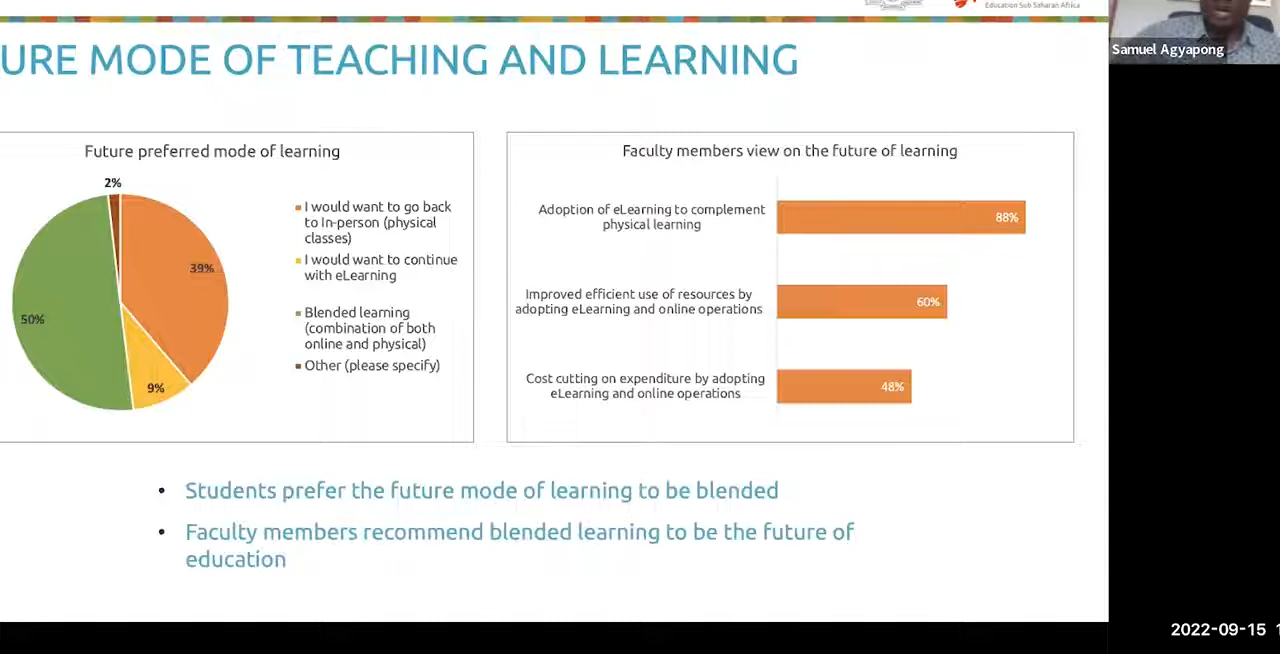 Education Sub Saharan Africa
Samuel Agyapong
URE MODE OF TEACHING AND LEARNING
Future preferred mode of learning
2%
39%
50%
9%
I would want to go back
to In-person (physical
classes)
I would want to continue
with eLearning
Blended learning
(combination of both
online and physical)
Other (please specify)
Faculty members view on the future of learning
Adoption of eLearning to complement
physical learning
88%
Improved efficient use of resources by
adopting eLearning and online operations
60%
Cost cutting on expenditure by adopting
eLearning and online operations
48%
• Students prefer the future mode of learning to be blended
• Faculty members recommend blended learning to be the future of
education
2022-09-15 1